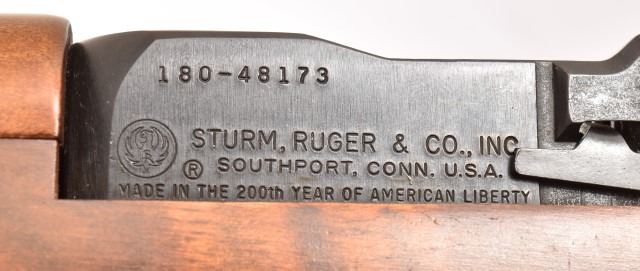 180-48173
STURM, RUGER & CO., INC.
® SOUTHPORT, CONN. U.S.A.
MADE IN THE 200th YEAR OF AMERICAN LIBERTY